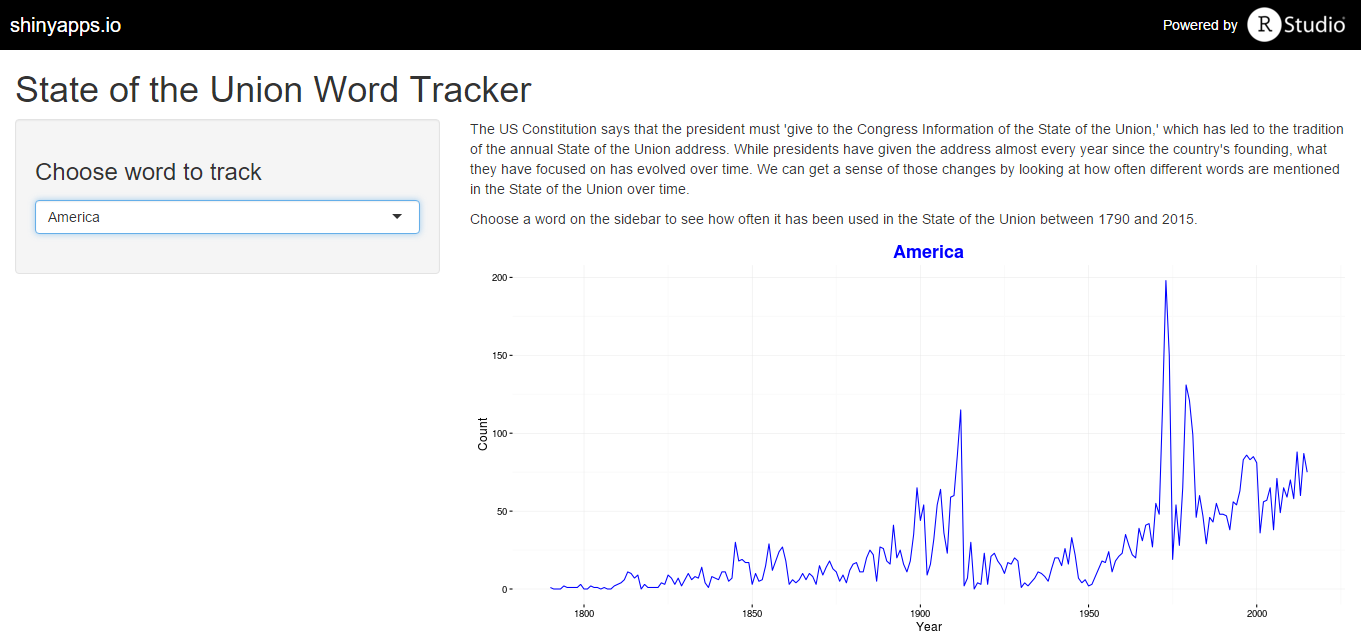 shinyapps.io
Powered by R Studio
State of the Union Word Tracker
Choose word to track
America
The US Constitution says that the president must 'give to the Congress Information of the State of the Union,' which has led to the tradition
of the annual State of the Union address. While presidents have given the address almost every year since the country's founding, what
they have focused on has evolved over time. We can get a sense of those changes by looking at how often different words are mentioned
in the State of the Union over time.
Choose a word on the sidebar to see how often it has been used in the State of the Union between 1790 and 2015.
America
200
150
100
50
0
Count
1800 1850 1900 1950 2000
Year